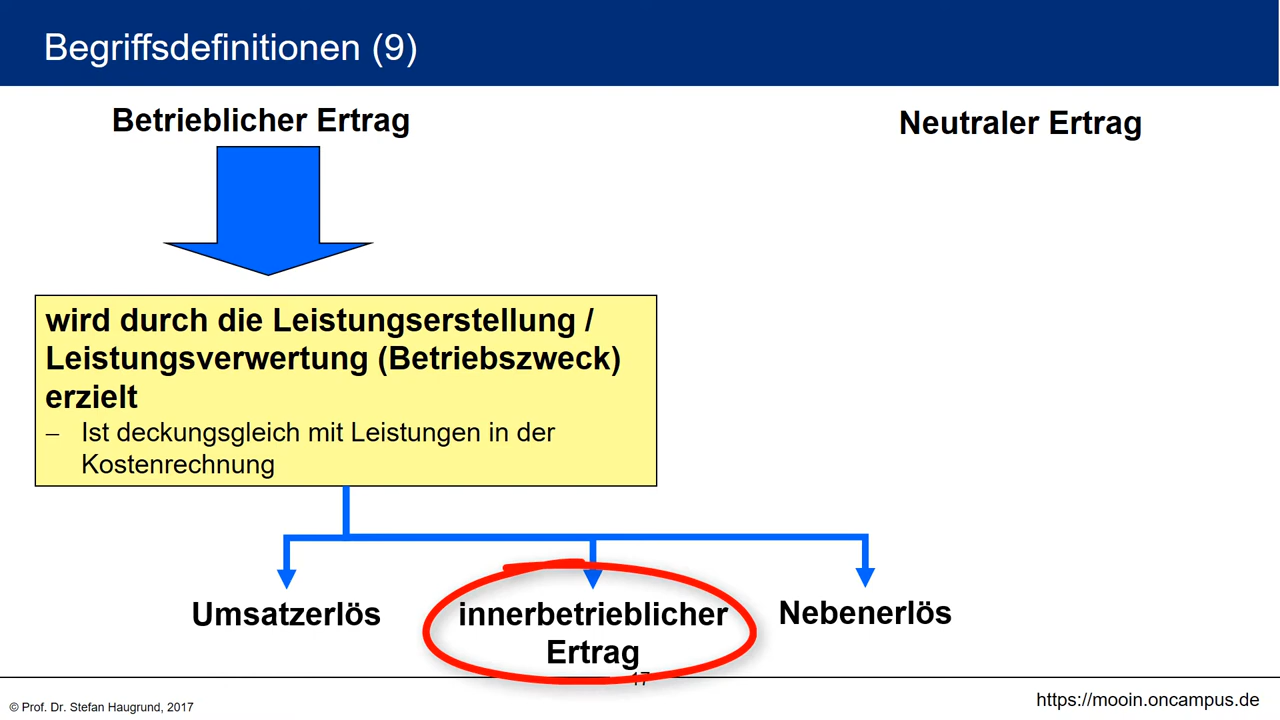 Begriffsdefinitionen (9)
Betrieblicher Ertrag
Neutraler Ertrag
wird durch die Leistungserstellung /
Leistungsverwertung (Betriebszweck)
erzielt
– Ist deckungsgleich mit Leistungen in der
Kostenrechnung
Umsatzerlös
innerbetrieblicher
Ertrag
Nebenerlös
17
© Prof. Dr. Stefan Haugrund, 2017
https://mooin.oncampus.de